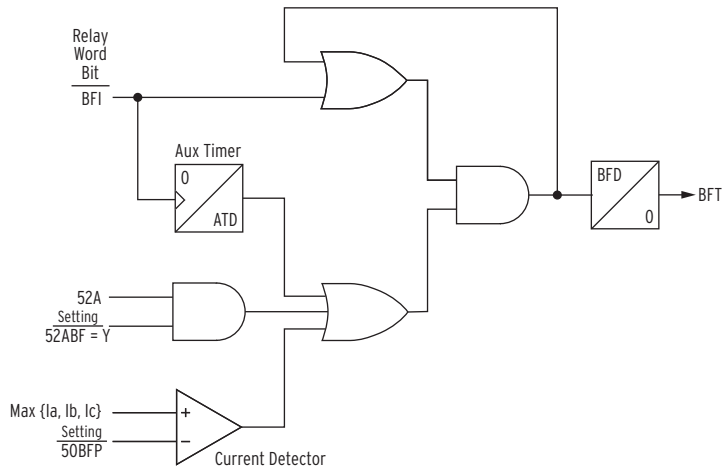 Relay
Word
Bit
BFI
Aux Timer
0
ATD
BFD
0
BFT
52A
Setting
52ABF = Y
Max {Ia, Ib, Ic}
Setting
50BFP
+
−
Current Detector